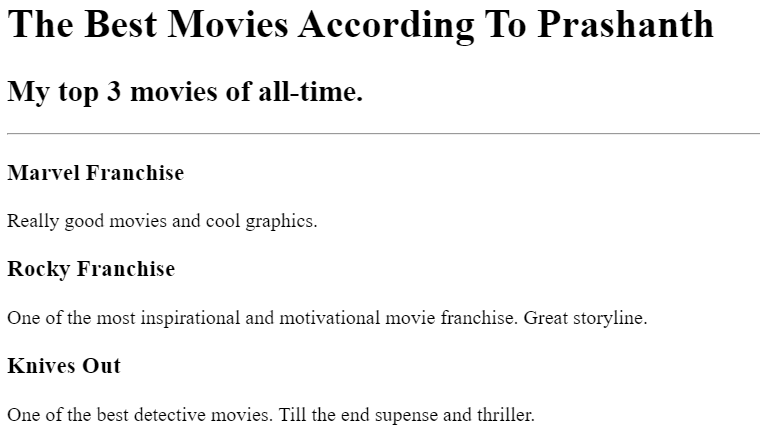 The Best Movies According To Prashanth
My top 3 movies of all-time.
Marvel Franchise
Really good movies and cool graphics.
Rocky Franchise
One of the most inspirational and motivational movie franchise. Great storyline.
Knives Out
One of the best detective movies. Till the end supense and thriller.